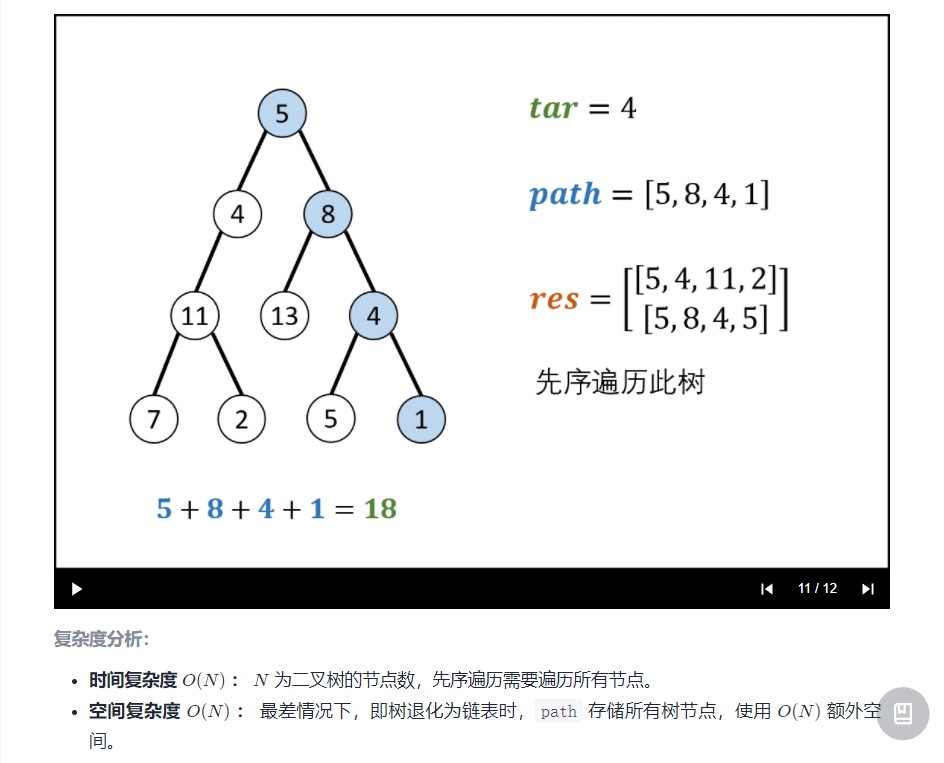 5
tar = 4
4
8
path = [5, 8, 4, 1]
11
13
4
res = [[5, 4, 11, 2]
[5, 8, 4, 5]]
先序遍历此树
7
2
5
1
5 + 8 + 4 + 1 = 18
11 / 12
复杂度分析:
• 时间复杂度 O(N) : N 为二叉树的节点数，先序遍历需要遍历所有节点。
• 空间复杂度 O(N) : 最差情况下，即树退化为链表时， path 存储所有树节点，使用 O(N) 额外空
间。